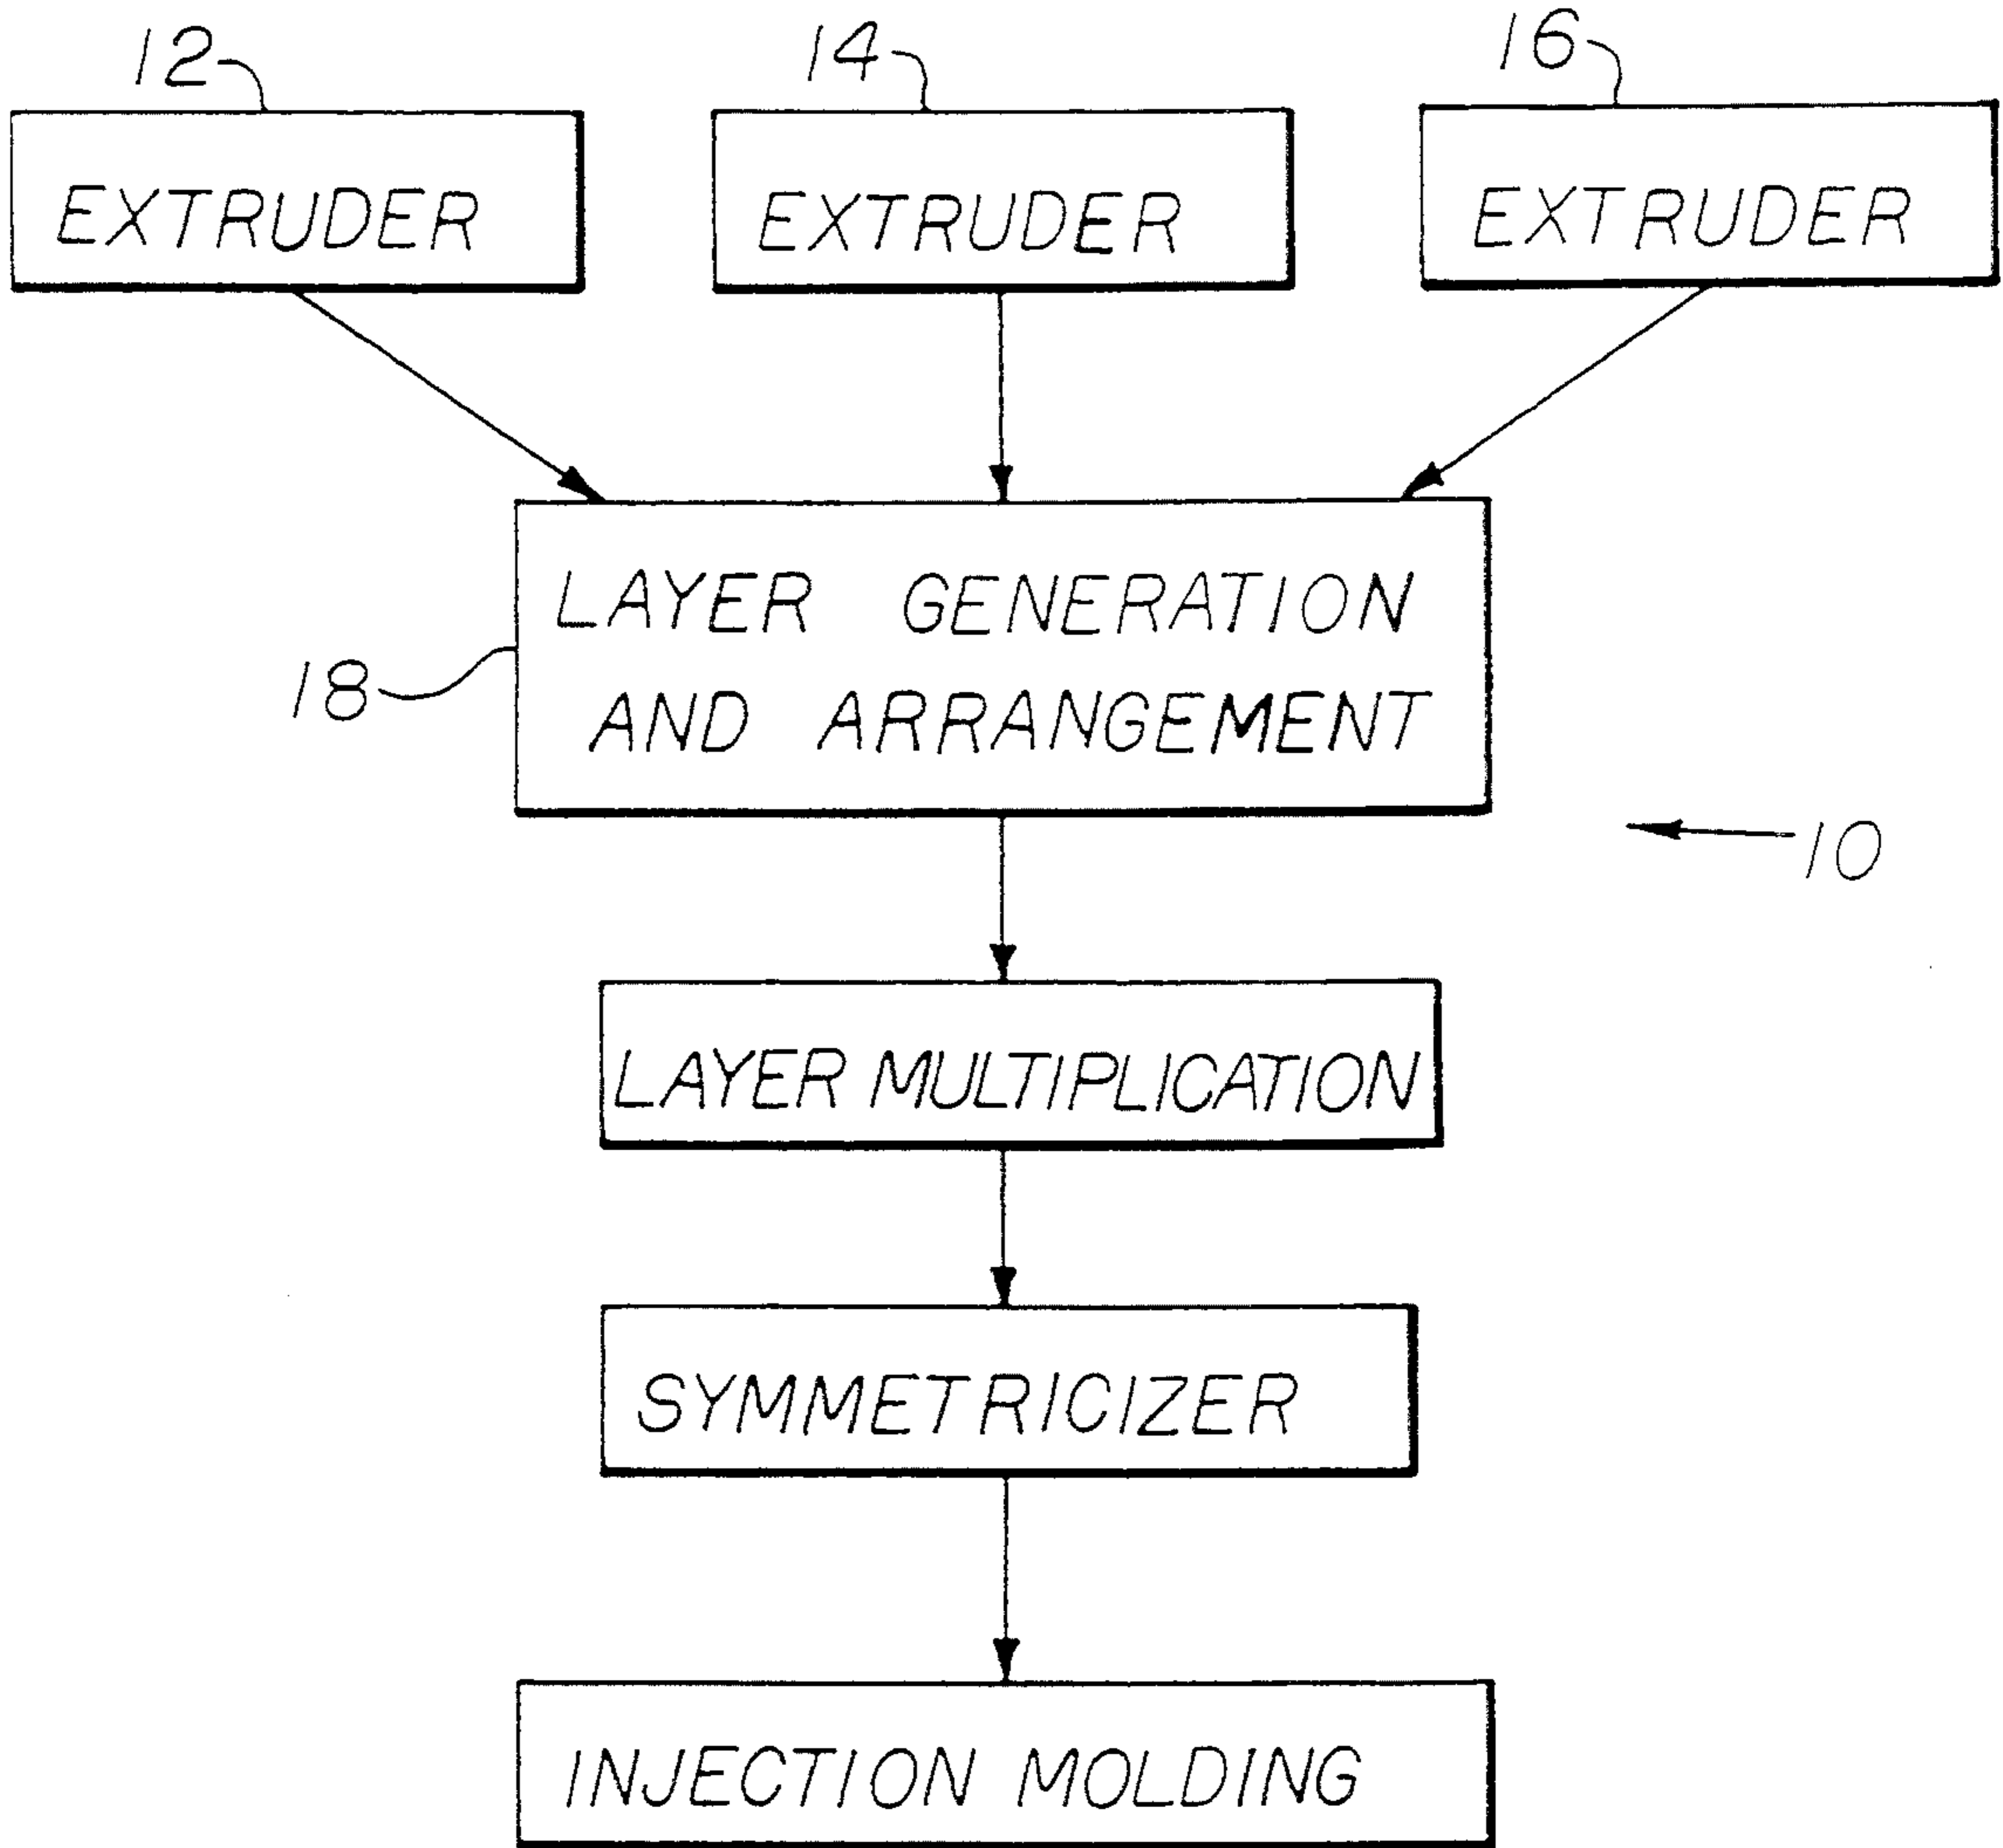 12
14
16
EXTRUDER
EXTRUDER
EXTRUDER
LAYER GENERATION
AND ARRANGEMENT
18
10
LAYER MULTIPLICATION
SYMMETRICIZER
INJECTION MOLDING